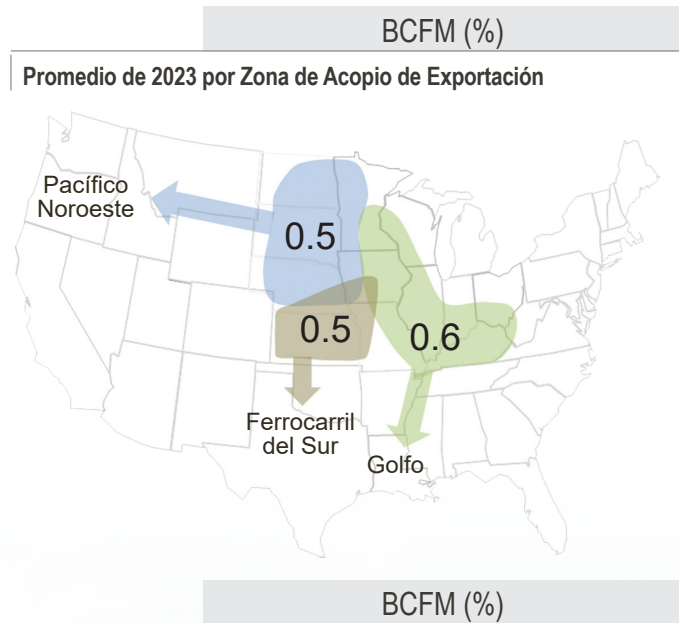 BCFM (%)
Promedio de 2023 por Zona de Acopio de Exportación
Pacífico
Noroeste
0.5
0.5
0.6
Ferrocarril
del Sur
Golfo
BCFM (%)